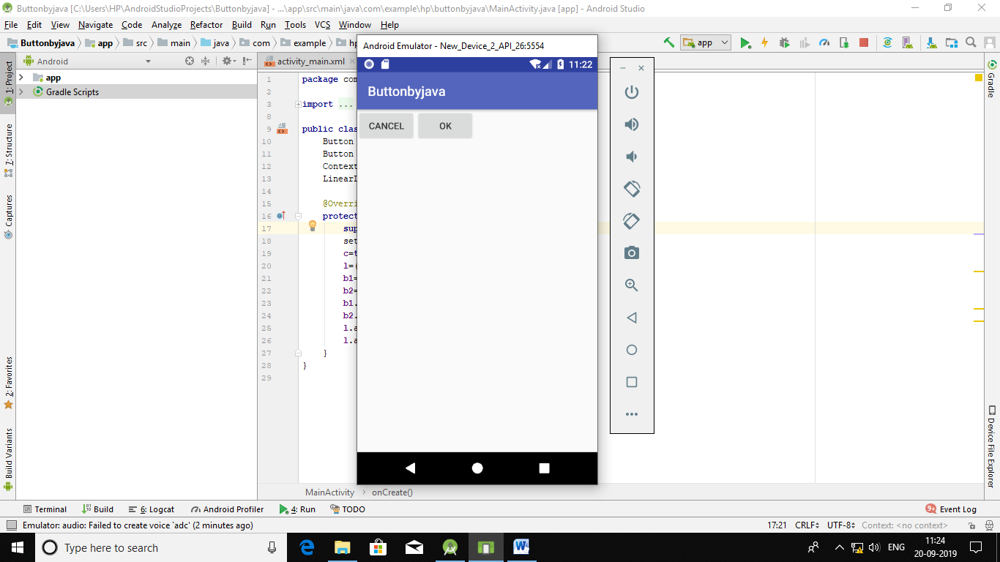 Buttonbyjava [C:\Users\HP\AndroidStudioProjects\Buttonbyjava] - ...\app\src\main\java\com\example\hp\buttonbyjava\MainActivity.java [app] - Android Studio
File Edit View Navigate Code Analyze Refactor Build Run Tools VCS Window Help
Buttonbyjava app src main java com example hp
app
Android Emulator - New_Device_2_API_26:5554
11:22
Buttonbyjava
CANCEL OK
1: Project
7: Structure
Captures
2: Favorites
Build Variants
Android
app
Gradle Scripts
activity_main.xml
1 package com
2
3 import ...
8
9 public clas
10 Button
11 Button
12 Context
13 LinearL
14
15 @Overri
16 protect
17 sup
18 set
19 c=t
20 l=(
21 b1=
22 b2=
23 b1.
24 b2.
25 l.a
26 l.a
27 }
28 }
29
MainActivity onCreate()
Gradle
Device File Explorer
Terminal Build 6: Logcat Android Profiler 4: Run TODO 9+ Event Log
Emulator: audio: Failed to create voice `adc' (2 minutes ago) 17:21 CRLF UTF-8 Context: <no context>
Type here to search
ENG
11:24
20-09-2019